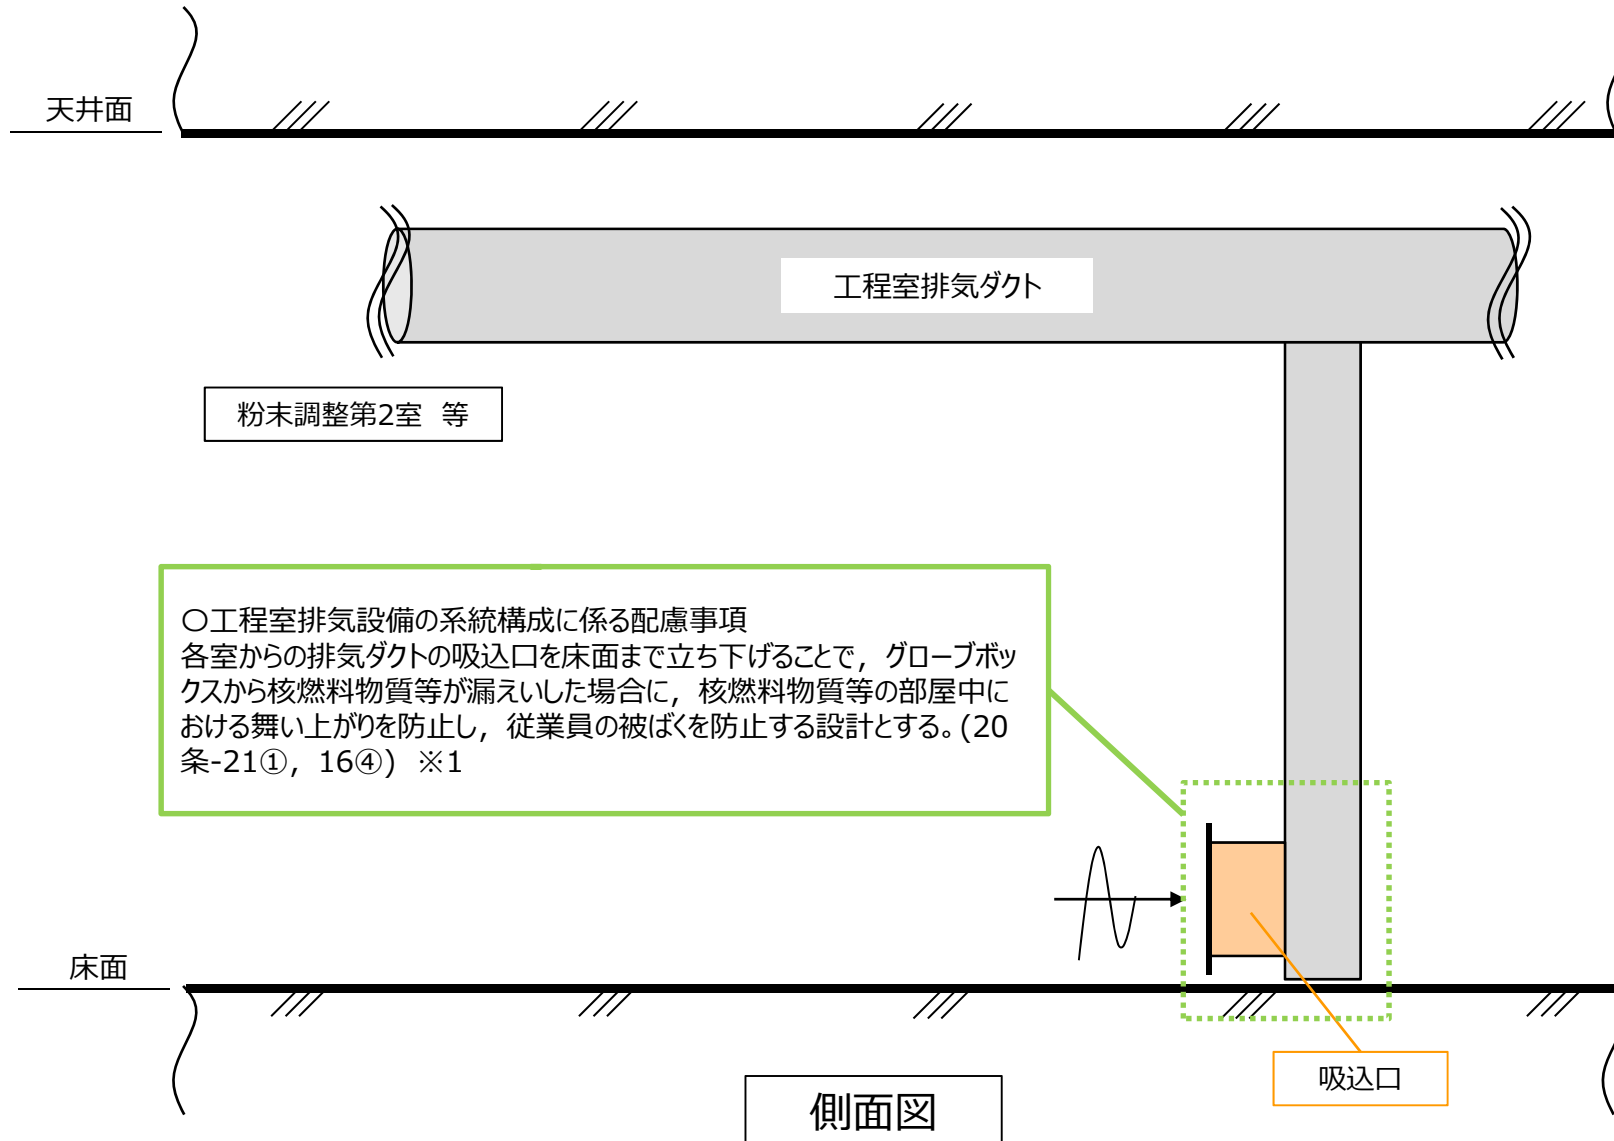 天井面
工程室排気ダクト
粉末調整第2室 等
○工程室排気設備の系統構成に係る配慮事項
各室からの排気ダクトの吸込口を床面まで立ち下げることで，グローブボッ
クスから核燃料物質等が漏えいした場合に，核燃料物質等の部屋中に
おける舞い上がりを防止し，従業員の被ばくを防止する設計とする。(20
条-21①，16④) ※1
床面
吸込口
側面図